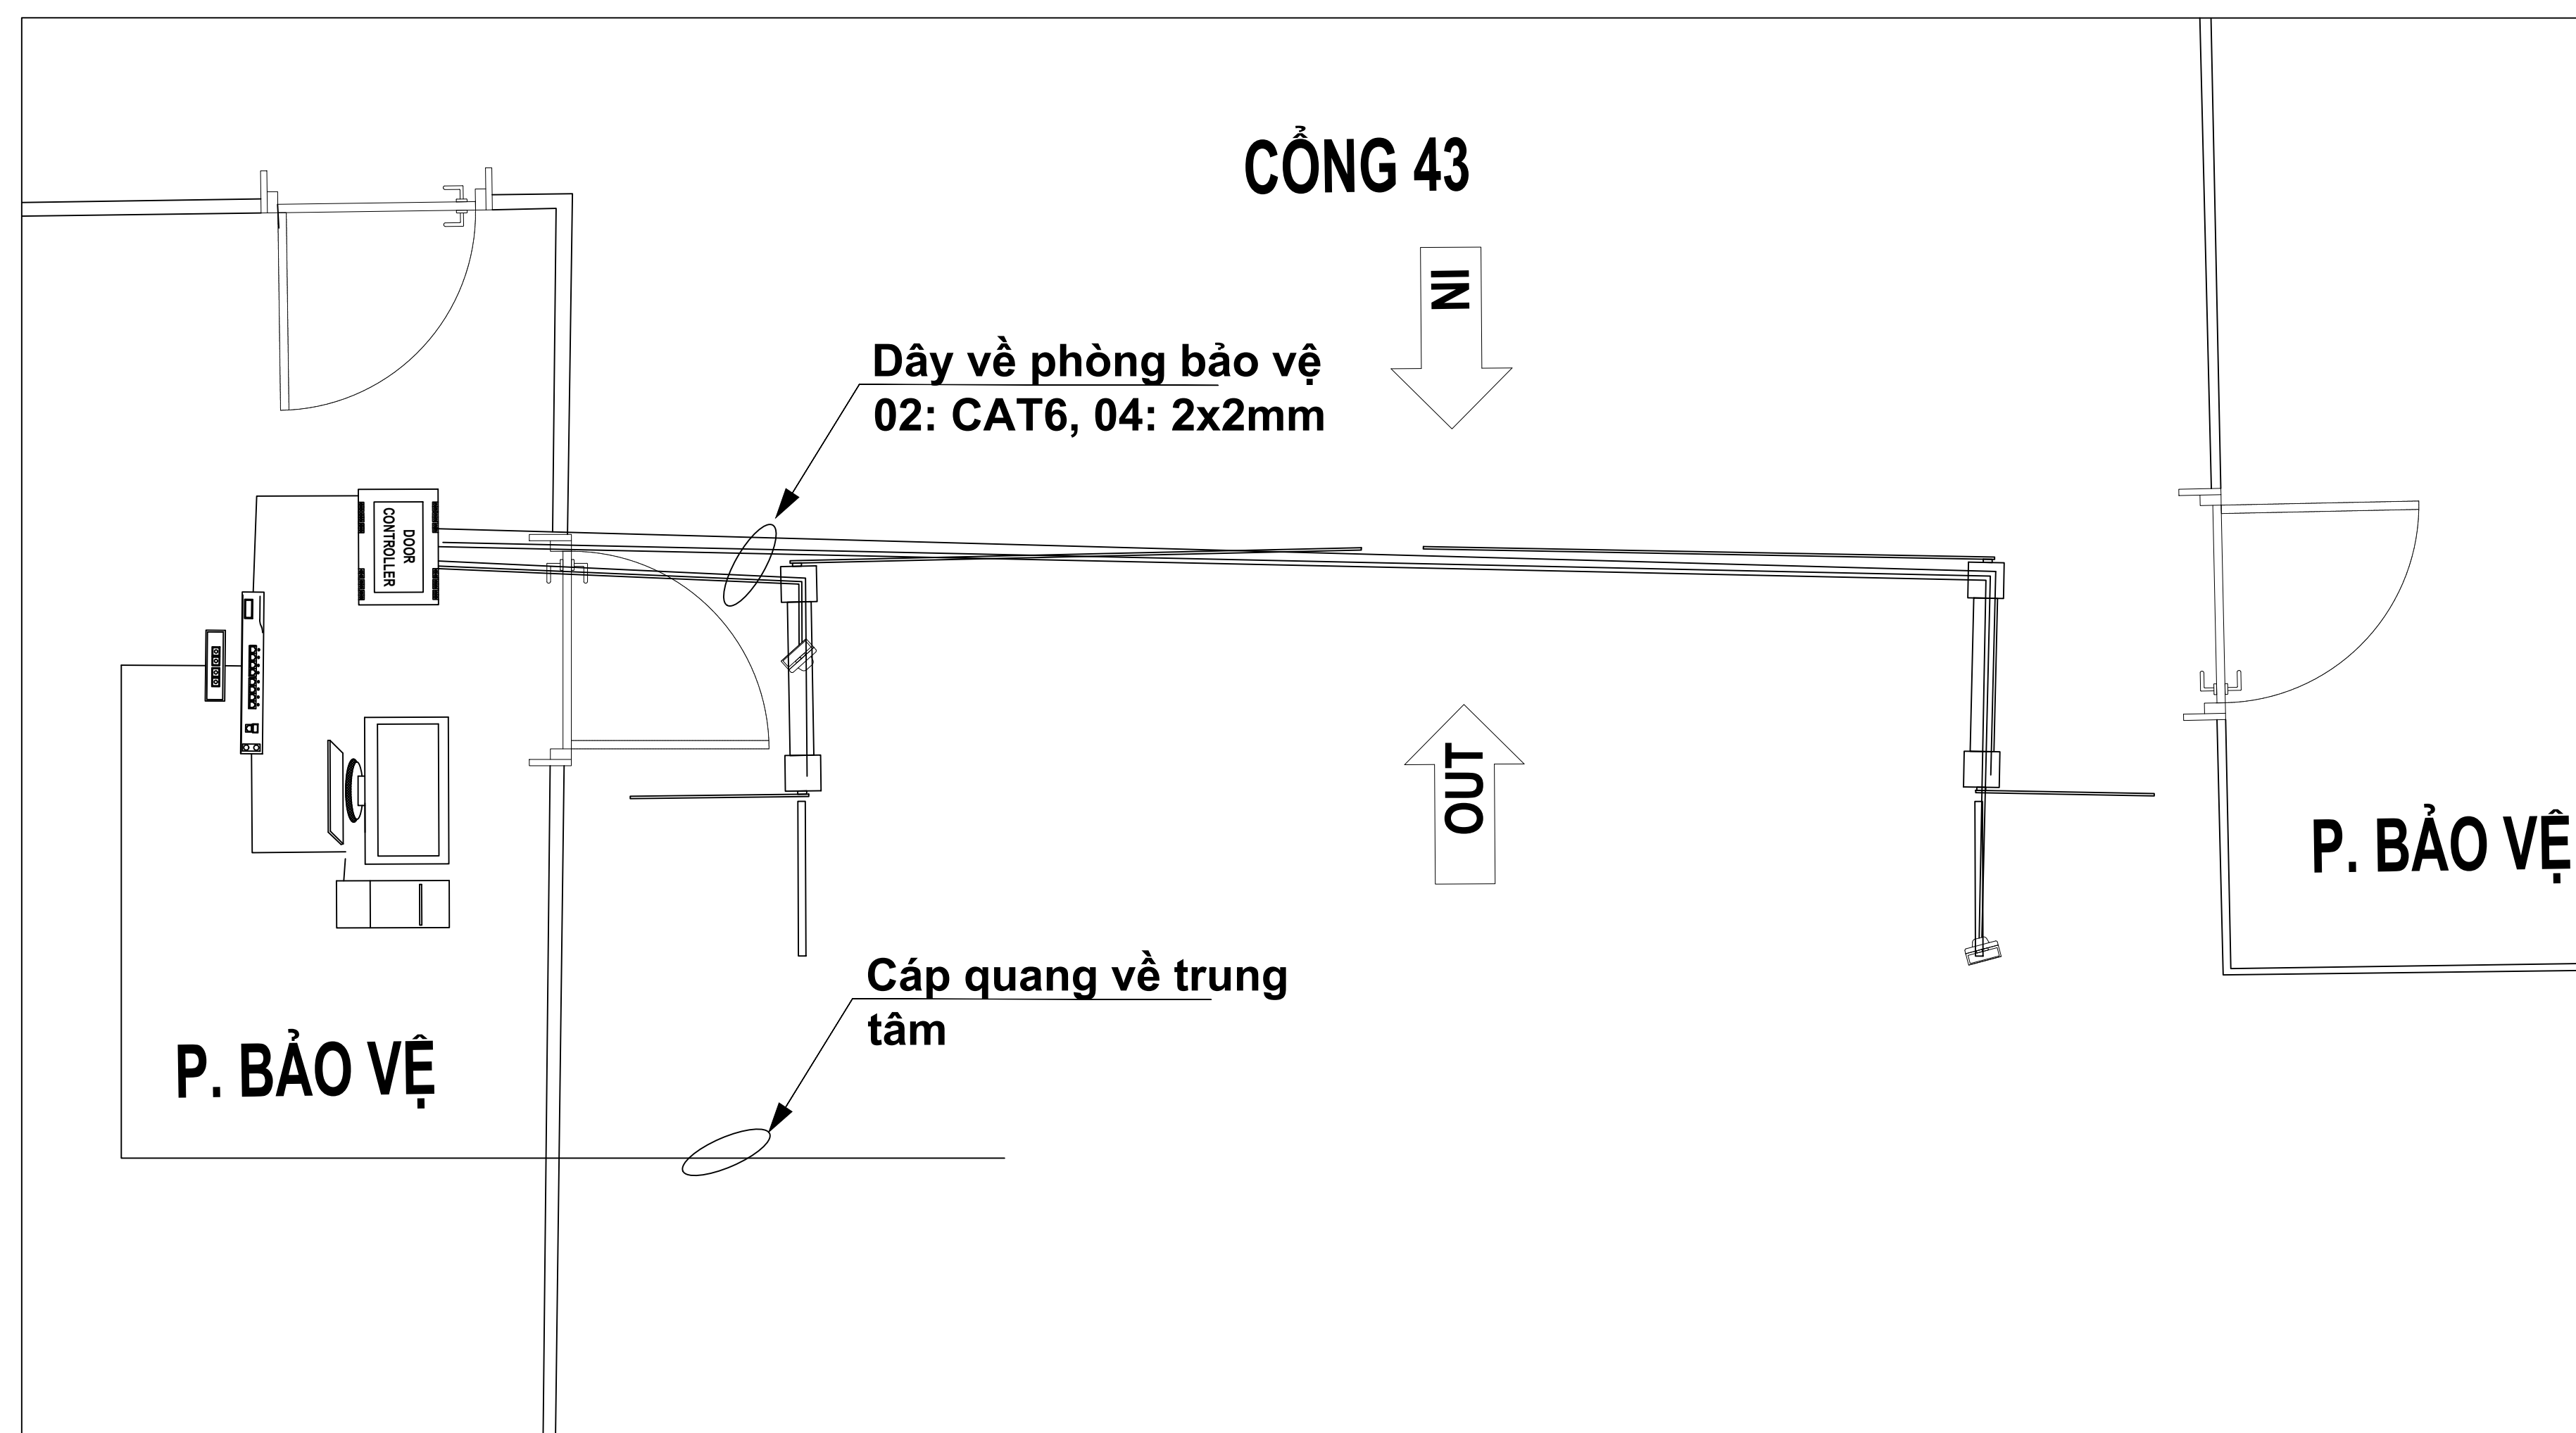 CỔNG 43
IN
Dây về phòng bảo vệ
02: CAT6, 04: 2x2mm
DOOR
CONTROLLER
OUT
P. BẢO VỆ
Cáp quang về trung
tâm
P. BẢO VỆ